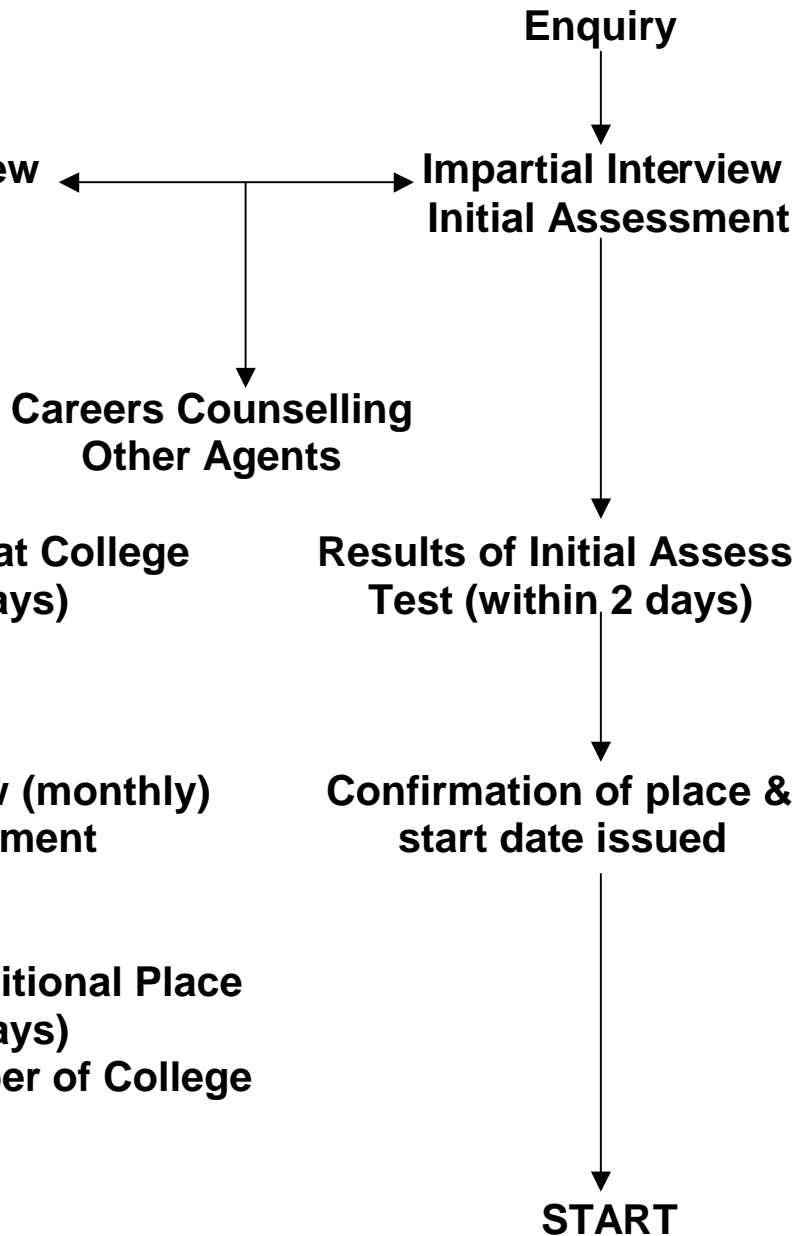 Enquiry
ew
Impartial Interview
Initial Assessment
Careers Counselling
Other Agents
at College
ays)
Results of Initial Assess
Test (within 2 days)
w (monthly)
ment
Confirmation of place &
start date issued
itional Place
ays)
er of College
START